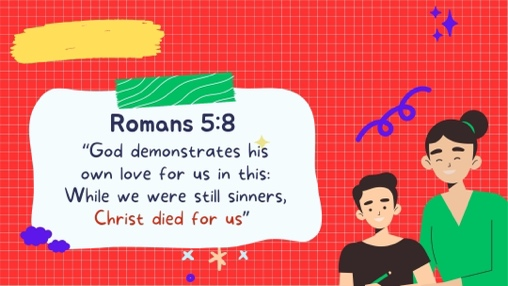 Romans 5:8
“God demonstrates his
own love for us in this:
While we were still sinners,
Christ died for us”